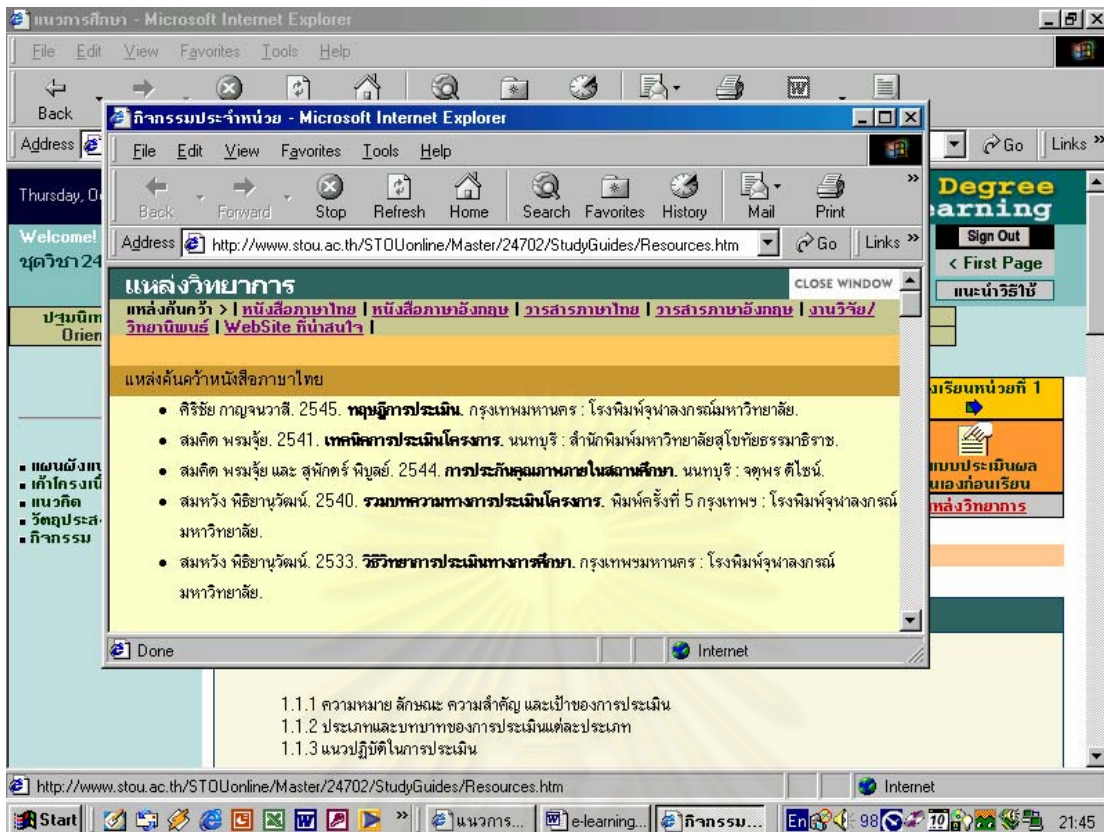 แนวการศึกษา - Microsoft Internet Explorer
File Edit View Favorites Tools Help
Back
Address Go Links »
กิจกรรมประจำหน่วย - Microsoft Internet Explorer
File Edit View Favorites Tools Help
Back Forward Stop Refresh Home Search Favorites History Mail Print »
Address http://www.stou.ac.th/STOUonline/Master/24702/StudyGuides/Resources.htm Go Links »
แหล่งวิทยาการ CLOSE WINDOW
แหล่งค้นคว้า > | หนังสือภาษาไทย | หนังสือภาษาอังกฤษ | วารสารภาษาไทย | วารสารภาษาอังกฤษ | งานวิจัย/
วิทยานิพนธ์ | WebSite ที่น่าสนใจ |
แหล่งค้นคว้าหนังสือภาษาไทย
• ศิริชัย กาญจนวาสี. 2545. ทฤษฎีการประเมิน. กรุงเทพมหานคร : โรงพิมพ์จุฬาลงกรณ์มหาวิทยาลัย.
• สมคิด พรมจุ้ย. 2541. เทคนิคการประเมินโครงการ. นนทบุรี : สำนักพิมพ์มหาวิทยาลัยสุโขทัยธรรมาธิราช.
• สมคิด พรมจุ้ย และ สุพักตร์ พิบูลย์. 2544. การประกันคุณภาพภายในสถานศึกษา. นนทบุรี : จตุพร ดีไซน์.
• สมหวัง พิธิยานุวัฒน์. 2540. รวมบทความทางการประเมินโครงการ. พิมพ์ครั้งที่ 5 กรุงเทพฯ : โรงพิมพ์จุฬาลงกรณ์
มหาวิทยาลัย.
• สมหวัง พิธิยานุวัฒน์. 2533. วิธีวิทยาการประเมินทางการศึกษา. กรุงเทพฯมหานคร : โรงพิมพ์จุฬาลงกรณ์
มหาวิทยาลัย.
Done Internet
Thursday, O
Welcome!
ชุดวิชา 24
ปฐมนิเท
Orien
Degree
earning
Sign Out
< First Page
แนะนำวิธีใช้
เรียนหน่วยที่ 1
แบบประเมินผล
นเองก่อนเรียน
หล่งวิทยาการ
แผนผังแน
เค้าโครงเนื้
แนวคิด
วัตถุประส
กิจกรรม
1.1.1 ความหมาย ลักษณะ ความสำคัญ และเป้าของการประเมิน
1.1.2 ประเภทและบทบาทของการประเมินแต่ละประเภท
1.1.3 แนวปฏิบัติในการประเมิน
http://www.stou.ac.th/STOUonline/Master/24702/StudyGuides/Resources.htm Internet
Start » แนวการ... e-learning... กิจกรรม... En 98 21:45